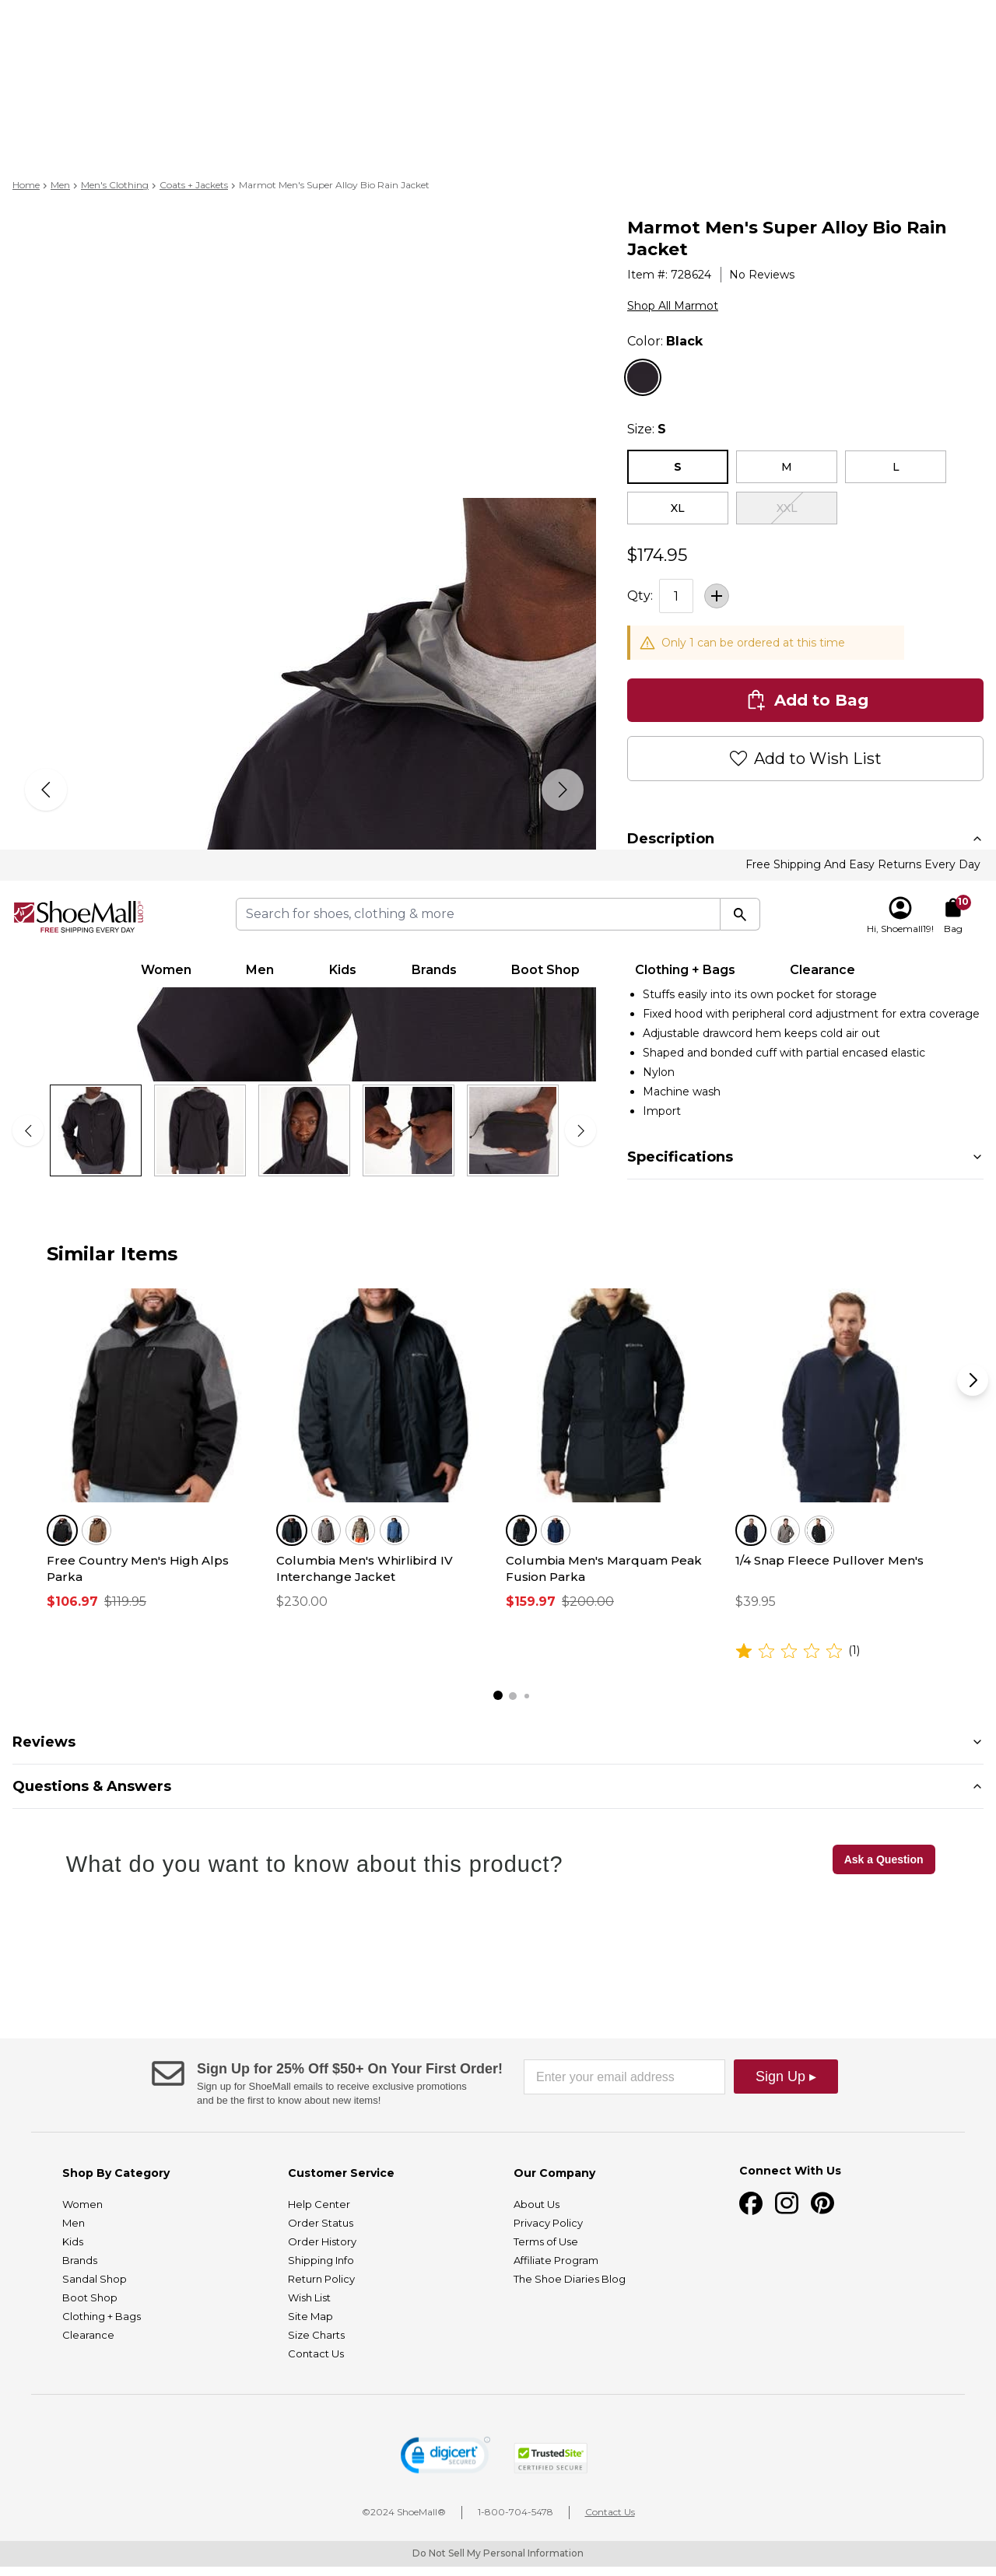 Home > Men > Men's Clothing > Coats + Jackets > Marmot Men's Super Alloy Bio Rain Jacket
Marmot Men's Super Alloy Bio Rain
Jacket
Item #: 728624 | No Reviews
Shop All Marmot
Color: Black
Size: S
S M L
XL XXL
$174.95
Qty: 1
Only 1 can be ordered at this time
Add to Bag
Add to Wish List
Description
Free Shipping And Easy Returns Every Day
ShoeMall.com
FREE SHIPPING EVERY DAY
Search for shoes, clothing & more
10
Hi, Shoemall19! Bag
Women Men Kids Brands Boot Shop Clothing + Bags Clearance
• Stuffs easily into its own pocket for storage
• Fixed hood with peripheral cord adjustment for extra coverage
• Adjustable drawcord hem keeps cold air out
• Shaped and bonded cuff with partial encased elastic
• Nylon
• Machine wash
• Import
Specifications
Similar Items
Free Country Men's High Alps
Parka
$106.97 $119.95
Columbia Men's Whirlibird IV
Interchange Jacket
$230.00
Columbia Men's Marquam Peak
Fusion Parka
$159.97 $200.00
1/4 Snap Fleece Pullover Men's
$39.95
(1)
Reviews
Questions & Answers
What do you want to know about this product?
Ask a Question
Sign Up for 25% Off $50+ On Your First Order!
Sign up for ShoeMall emails to receive exclusive promotions
and be the first to know about new items!
Enter your email address
Sign Up ▸
Shop By Category
Women
Men
Kids
Brands
Sandal Shop
Boot Shop
Clothing + Bags
Clearance
Customer Service
Help Center
Order Status
Order History
Shipping Info
Return Policy
Wish List
Site Map
Size Charts
Contact Us
Our Company
About Us
Privacy Policy
Terms of Use
Affiliate Program
The Shoe Diaries Blog
Connect With Us
digicert
SECURED
TrustedSite
CERTIFIED SECURE
©2024 ShoeMall® | 1-800-704-5478 | Contact Us
Do Not Sell My Personal Information